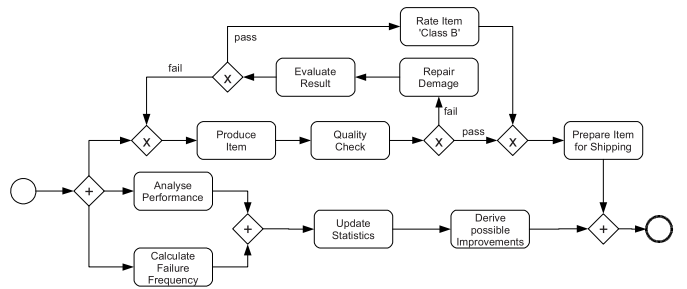 Rate Item
'Class B'
pass
fail
Evaluate
Result
Repair
Damage
fail
X
X
Produce
Item
Quality
Check
X
pass
X
Prepare Item
for Shipping
+
Analyse
Performance
+
Update
Statistics
Derive
possible
Improvements
+
Calculate
Failure
Frequency